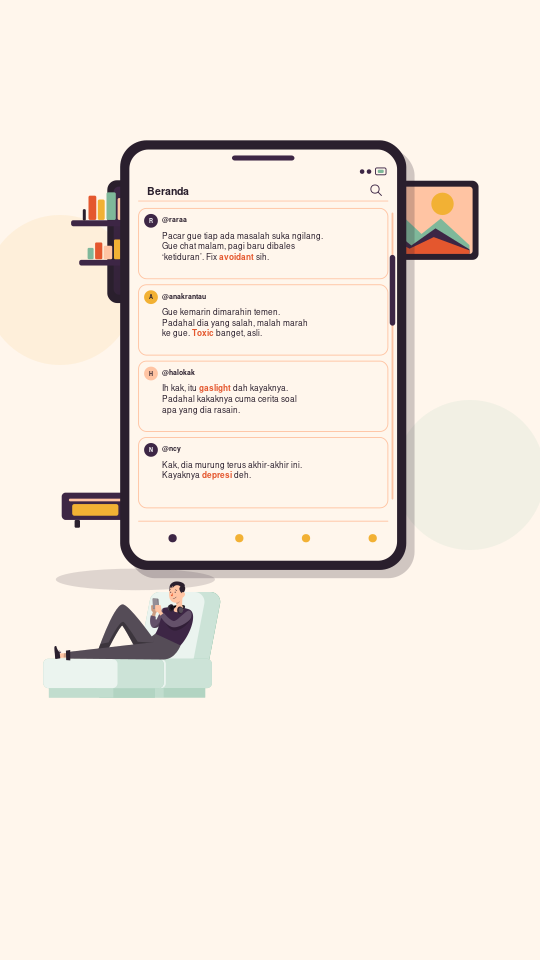 Beranda
R
@raraa
Pacar gue tiap ada masalah suka ngilang.
Gue chat malam, pagi baru dibales
'ketiduran'. Fix avoidant sih.
A
@anakrantau
Gue kemarin dimarahin temen.
Padahal dia yang salah, malah marah
ke gue. Toxic banget, asli.
H
@halokak
Ih kak, itu gaslight dah kayaknya.
Padahal kakaknya cuma cerita soal
apa yang dia rasain.
N
@ncy
Kak, dia murung terus akhir-akhir ini.
Kayaknya depresi deh.